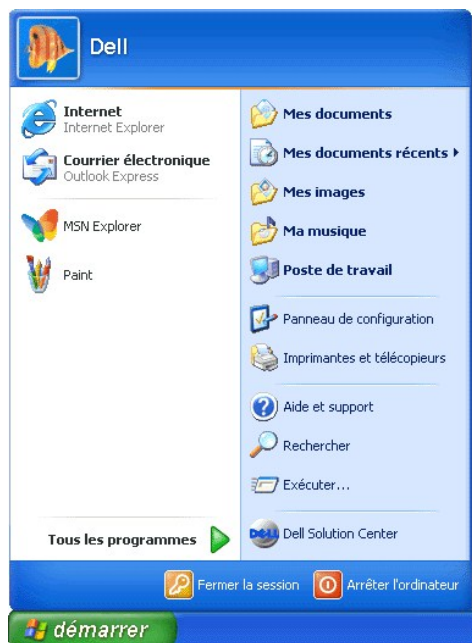 Dell
Internet
Internet Explorer
Courrier électronique
Outlook Express
MSN Explorer
Paint
Tous les programmes
Mes documents
Mes documents récents
Mes images
Ma musique
Poste de travail
Panneau de configuration
Imprimantes et télécopieurs
Aide et support
Rechercher
Exécuter...
DELL Dell Solution Center
Fermer la session
Arrêter l'ordinateur
démarrer